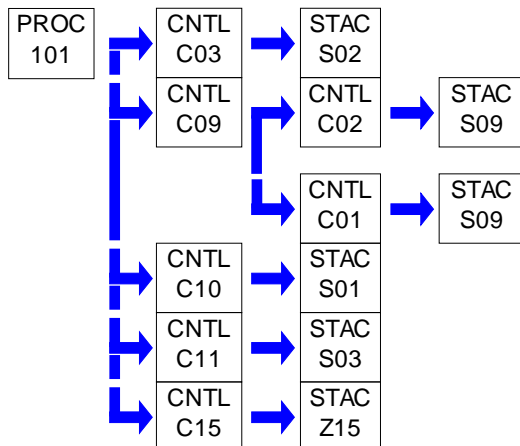 PROC
101
CNTL
C03
STAC
S02
CNTL
C09
CNTL
C02
STAC
S09
CNTL
C01
STAC
S09
CNTL
C10
STAC
S01
CNTL
C11
STAC
S03
CNTL
C15
STAC
Z15